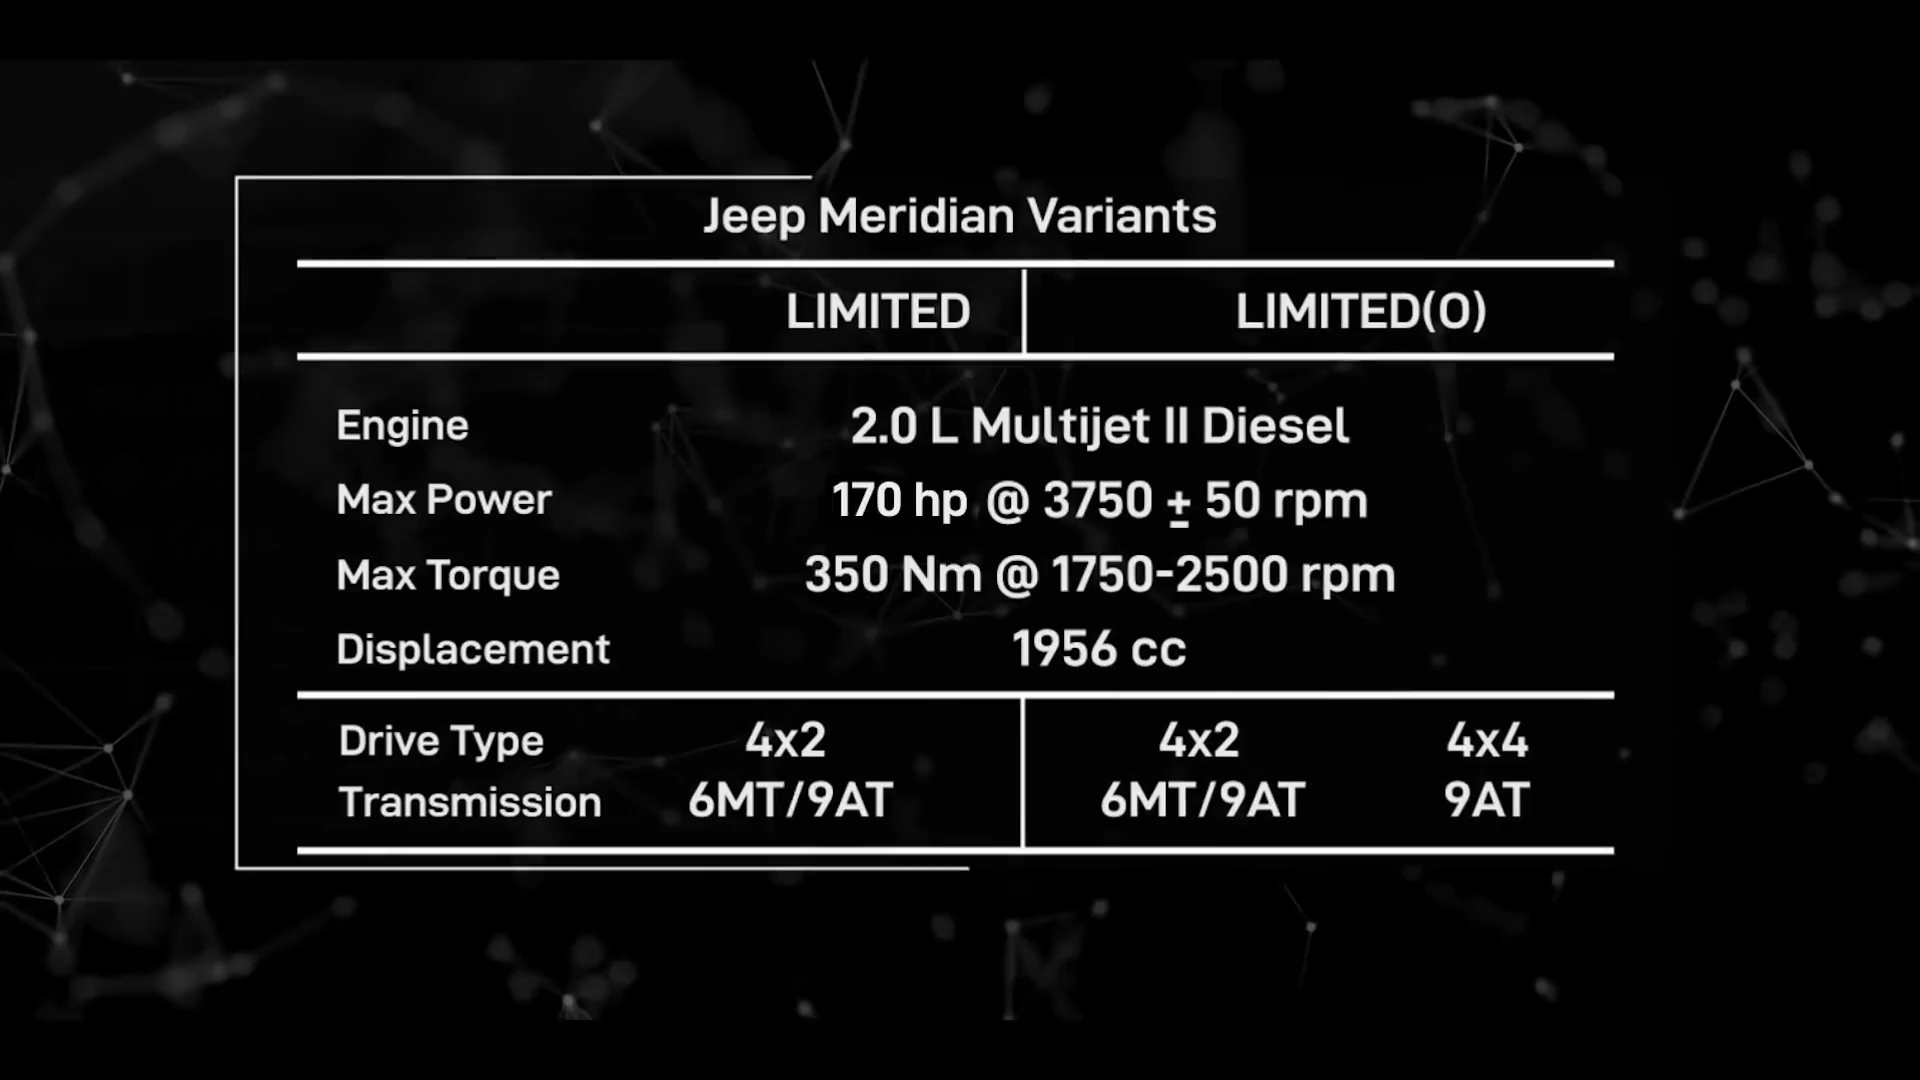 Jeep Meridian Variants
LIMITED LIMITED(O)
Engine 2.0 L Multijet II Diesel
Max Power 170 hp @ 3750 ± 50 rpm
Max Torque 350 Nm @ 1750-2500 rpm
Displacement 1956 cc
Drive Type 4x2 4x2 4x4
Transmission 6MT/9AT 6MT/9AT 9AT